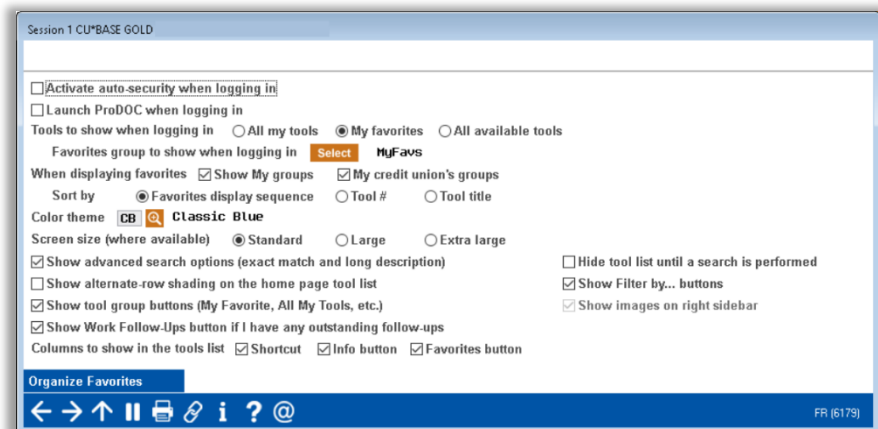 Session 1 CU*BASE GOLD
Activate auto-security when logging in
Launch ProDOC when logging in
Tools to show when logging in All my tools My favorites All available tools
Favorites group to show when logging in Select MyFavs
When displaying favorites Show My groups My credit union's groups
Sort by Favorites display sequence Tool # Tool title
Color theme CB Classic Blue
Screen size (where available) Standard Large Extra large
Show advanced search options (exact match and long description) Hide tool list until a search is performed
Show alternate-row shading on the home page tool list Show Filter by... buttons
Show tool group buttons (My Favorite, All My Tools, etc.) Show images on right sidebar
Show Work Follow-Ups button if I have any outstanding follow-ups
Columns to show in the tools list Shortcut Info button Favorites button
Organize Favorites
FR (6179)